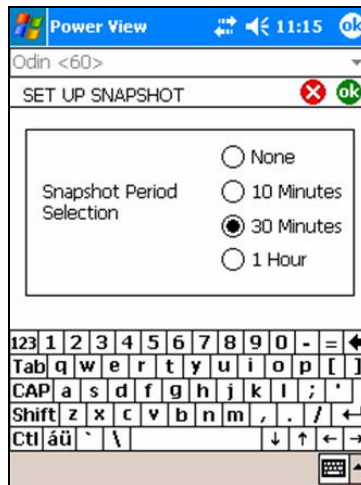 Power View 11:15 ok
Odin <60>
SET UP SNAPSHOT ok
None
Snapshot Period Selection
10 Minutes
30 Minutes
1 Hour
123 1 2 3 4 5 6 7 8 9 0 - =
Tab q w e r t y u i o p [ ]
CAP a s d f g h j k l ; '
Shift z x c v b n m , . /
Ctl áü ` \